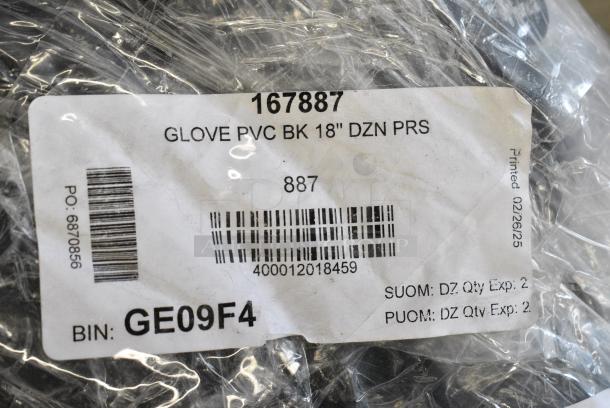 167887
GLOVE PVC BK 18" DZN PRS
887
400012018459
PO: 6870856
Printed 02/26/25
SUOM: DZ Qty Exp: 2
PUOM: DZ Qty Exp: 2
BIN: GE09F4